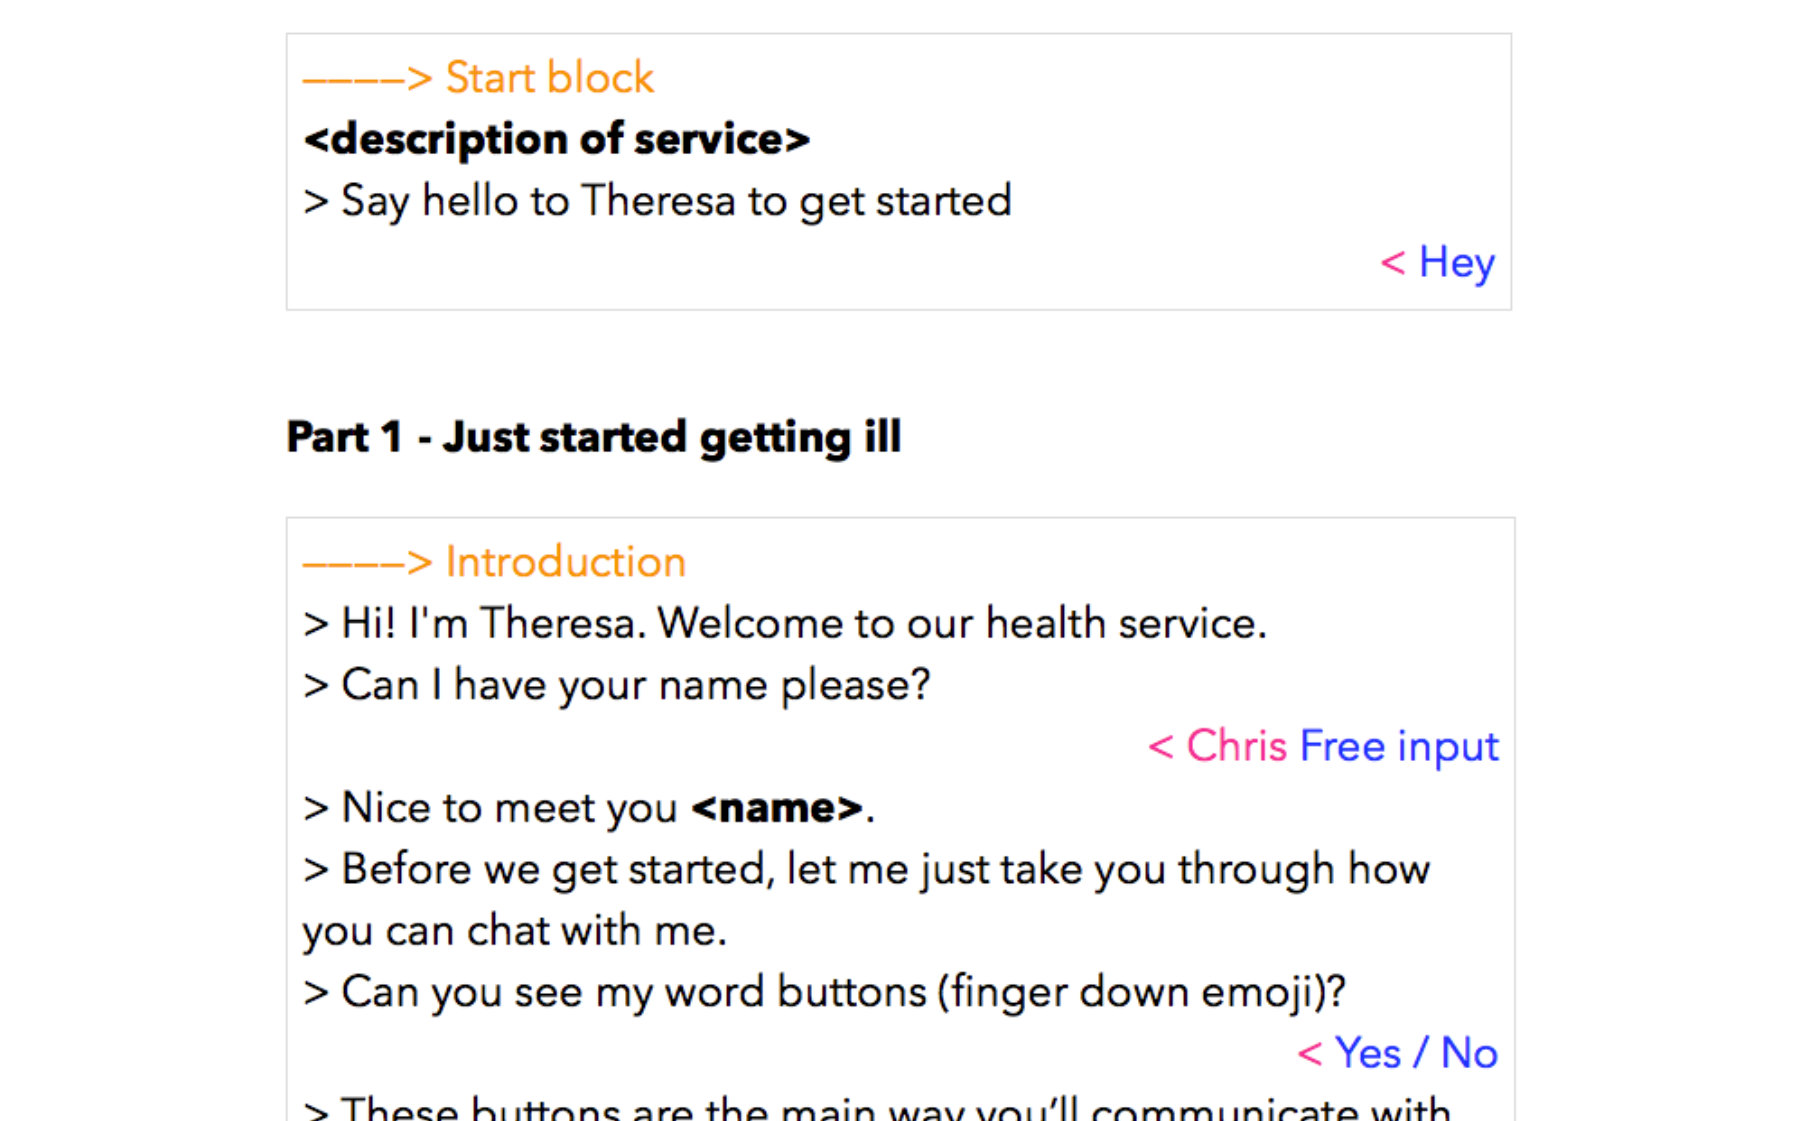 ————> Start block
<description of service>
> Say hello to Theresa to get started
< Hey
Part 1 - Just started getting ill
————> Introduction
> Hi! I'm Theresa. Welcome to our health service.
> Can I have your name please?
< Chris Free input
> Nice to meet you <name>.
> Before we get started, let me just take you through how
you can chat with me.
> Can you see my word buttons (finger down emoji)?
< Yes / No
> These buttons are the main way you’ll communicate with